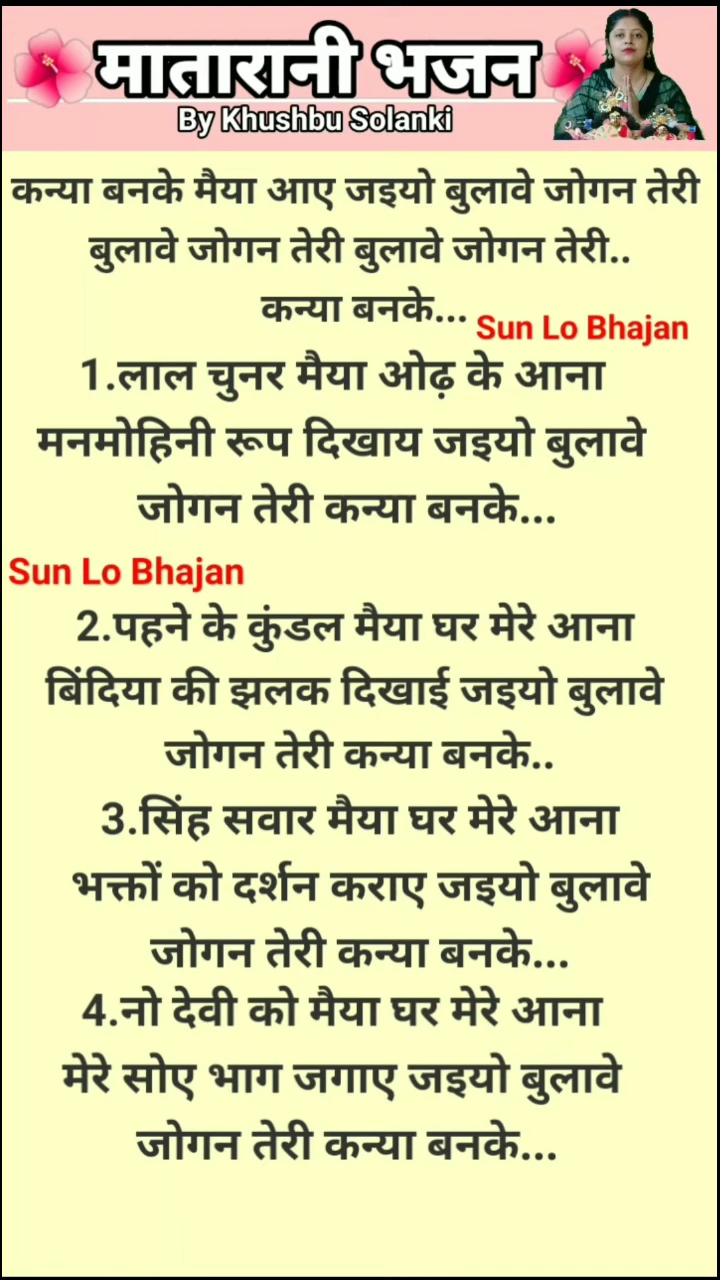 मातारानी भजन
By Khushbu Solanki
कन्या बनके मैया आए जइयो बुलावे जोगन तेरी
बुलावे जोगन तेरी बुलावे जोगन तेरी..
कन्या बनके...
Sun Lo Bhajan
1.लाल चुनर मैया ओढ़ के आना
मनमोहिनी रूप दिखाय जइयो बुलावे
जोगन तेरी कन्या बनके...
Sun Lo Bhajan
2.पहने के कुंडल मैया घर मेरे आना
बिंदिया की झलक दिखाई जइयो बुलावे
जोगन तेरी कन्या बनके..
3.सिंह सवार मैया घर मेरे आना
भक्तों को दर्शन कराए जइयो बुलावे
जोगन तेरी कन्या बनके...
4.नो देवी को मैया घर मेरे आना
मेरे सोए भाग जगाए जइयो बुलावे
जोगन तेरी कन्या बनके...